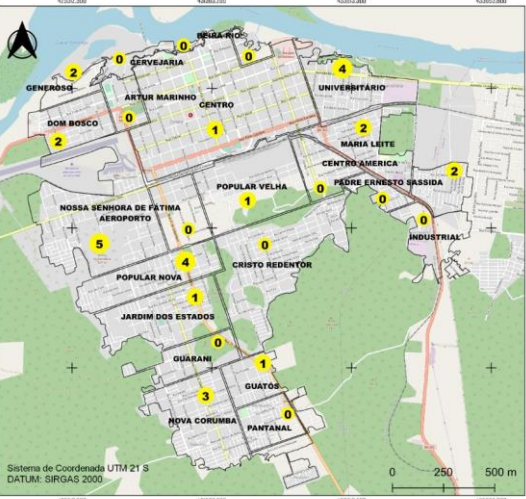 BEIRA RIO
0
0
0
CERVEJARIA
2
4
GENEROSO
UNIVERSITÁRIO
ARTUR MARINHO
CENTRO
0
DOM BOSCO
1
2
2
MARIA LEITE
CENTRO AMERICA
2
POPULAR VELHA
0
PADRE ERNESTO SASSIDA
0
1
NOSSA SENHORA DE FÁTIMA
AEROPORTO
0
0
INDUSTRIAL
5
0
4
CRISTO REDENTOR
POPULAR NOVA
1
JARDIM DOS ESTADOS
0
GUARANI
1
GUATÓS
3
0
NOVA CORUMBA
PANTANAL
Sistema de Coordenada UTM 21 S
DATUM: SIRGAS 2000
0 250 500 m